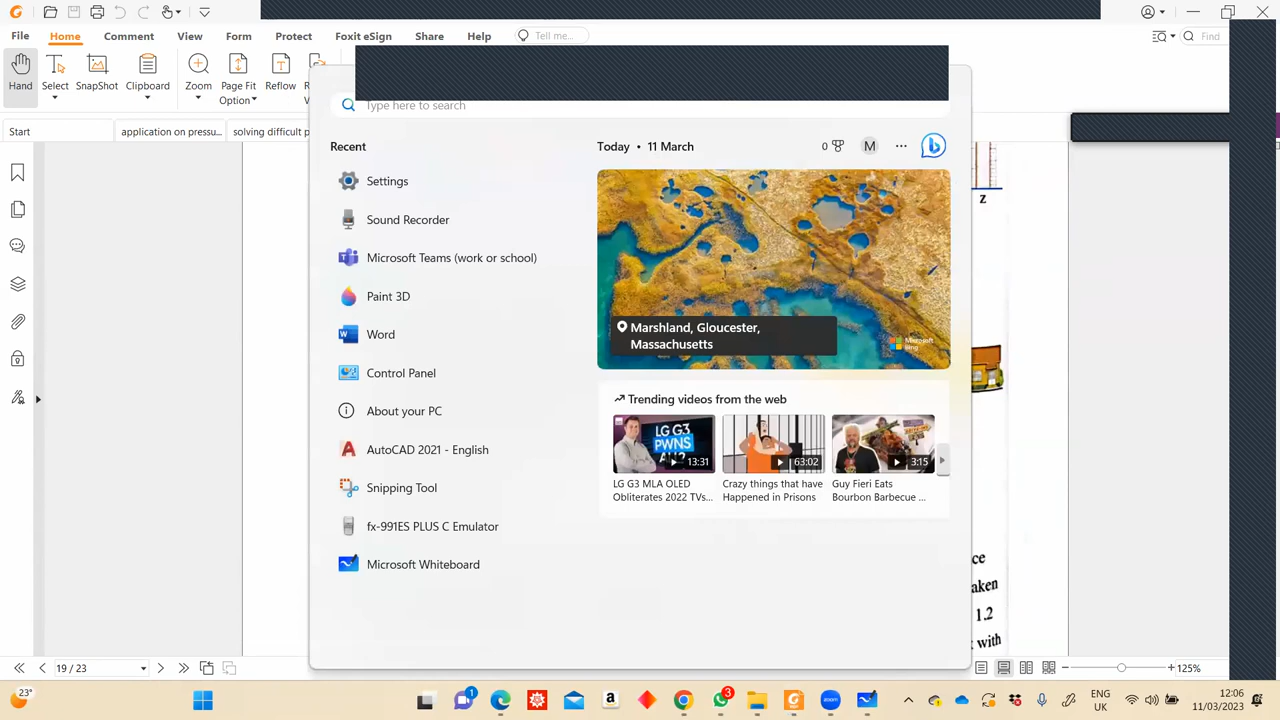 File Home Comment View Form Protect Foxit eSign Share Help Tell me... Find
Hand Select SnapShot Clipboard Zoom Page Fit Option Reflow
Start application on pressu... solving difficult p
Type here to search
Recent
Settings
Sound Recorder
Microsoft Teams (work or school)
Paint 3D
Word
Control Panel
About your PC
AutoCAD 2021 - English
Snipping Tool
fx-991ES PLUS C Emulator
Microsoft Whiteboard
Today • 11 March 0 M
Marshland, Gloucester,
Massachusetts
Microsoft
Bing
Trending videos from the web
LG G3
PWNS
13:31
63:02
3:15
LG G3 MLA OLED
Obliterates 2022 TVs...
Crazy things that have
Happened in Prisons
Guy Fieri Eats
Bourbon Barbecue ...
z
ce
aken
1.2
with
19 / 23
125%
23°
1
3
ENG
UK
12:06
11/03/2023